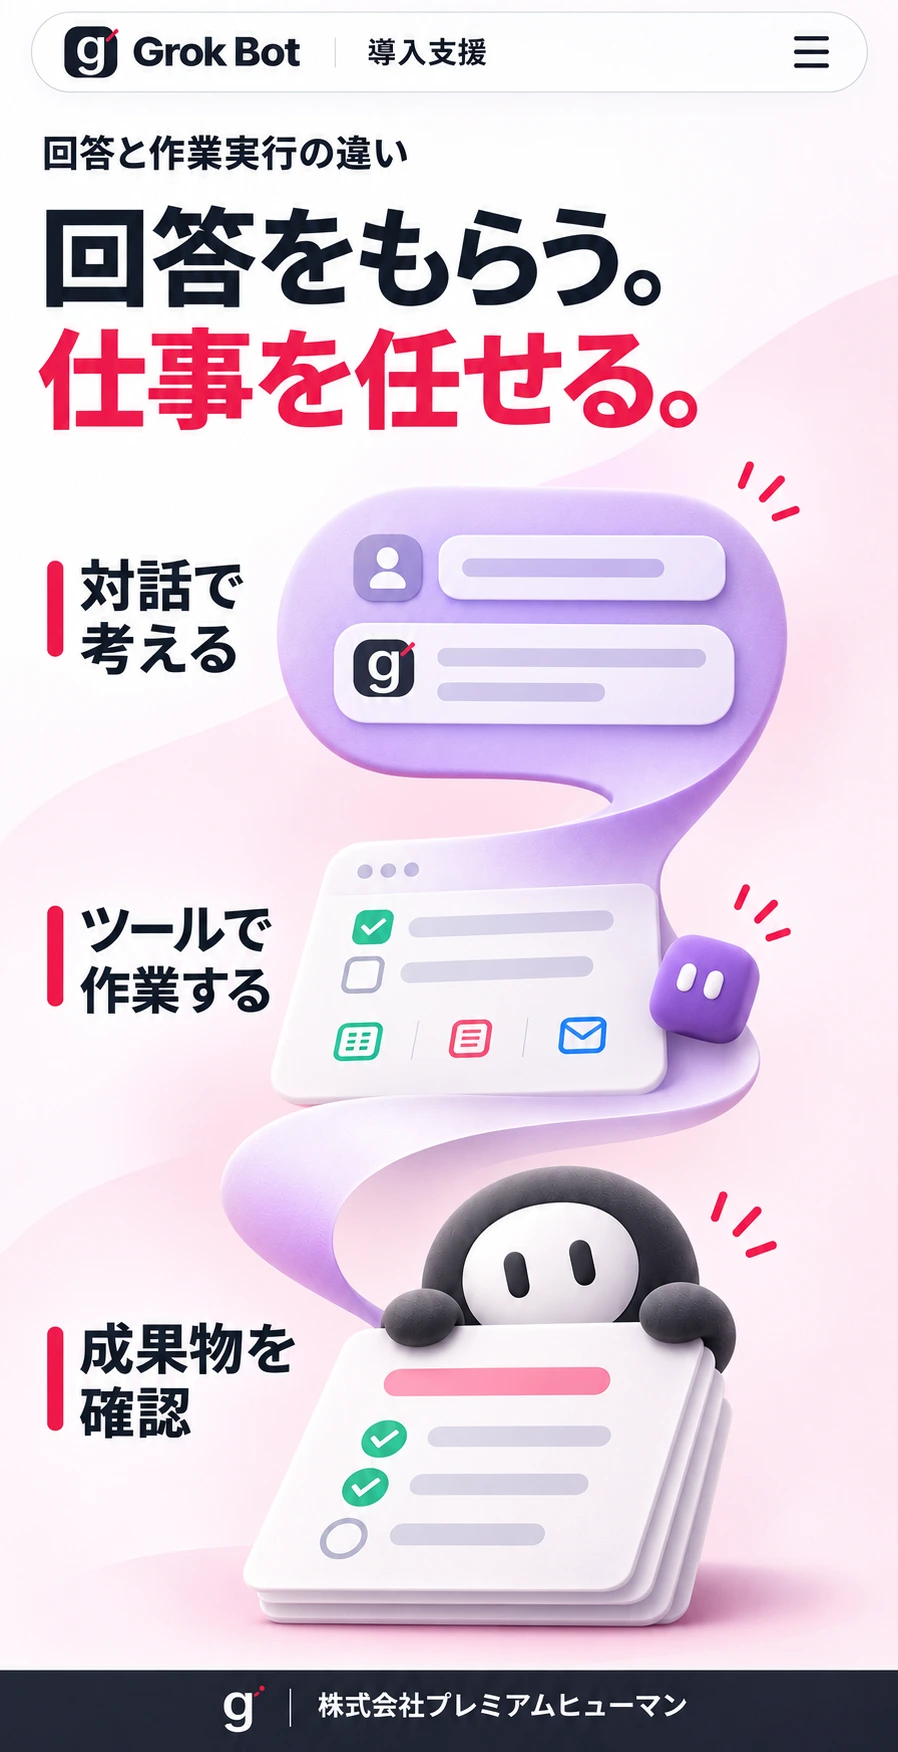 g Grok Bot 導入支援
回答と作業実行の違い
回答をもらう。
仕事を任せる。
対話で
考える
g
ツールで
作業する
成果物を
確認
g 株式会社プレミアムヒューマン